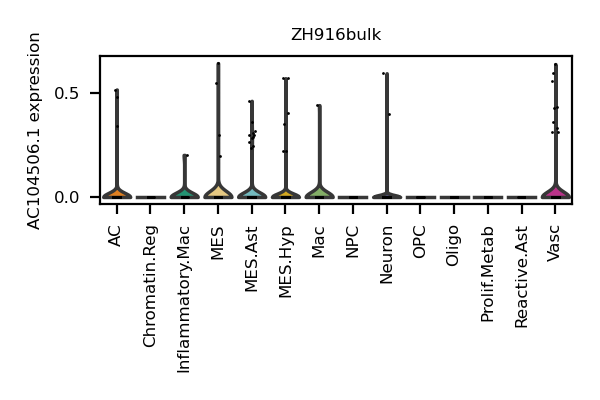 ZH916bulk
AC104506.1 expression
0.5
0.0
AC
Chromatin.Reg
Inflammatory.Mac
MES
MES.Ast
MES.Hyp
Mac
NPC
Neuron
OPC
Oligo
Prolif.Metab
Reactive.Ast
Vasc